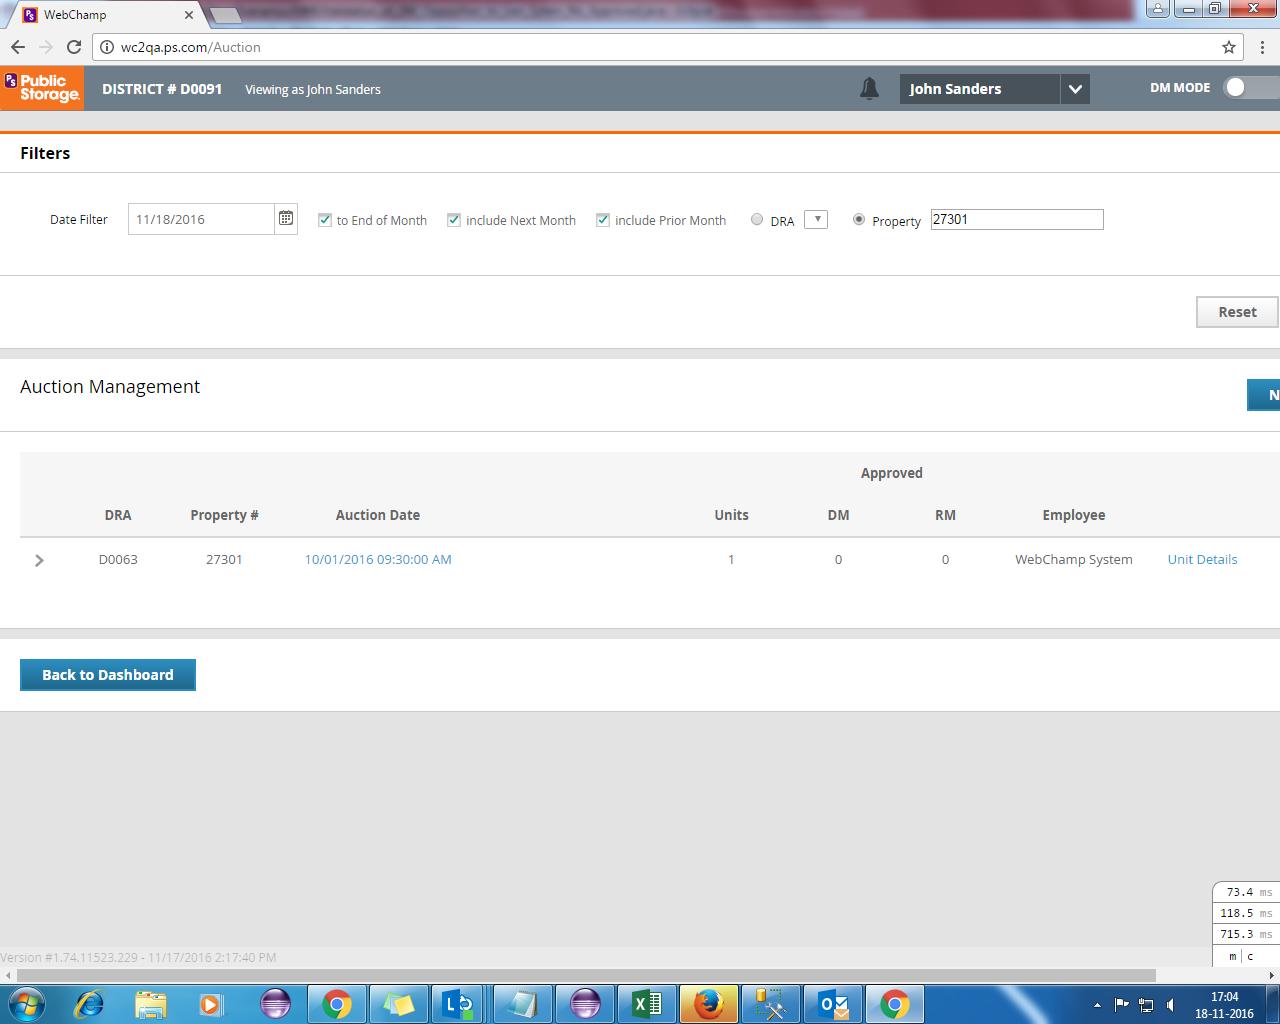 WebChamp
wc2qa.ps.com/Auction
PS Public Storage.
DISTRICT # D0091 Viewing as John Sanders John Sanders DM MODE
Filters
Date Filter 11/18/2016 to End of Month include Next Month include Prior Month DRA Property 27301
Reset
Auction Management
N
Approved
DRA Property # Auction Date Units DM RM Employee
D0063 27301 10/01/2016 09:30:00 AM 1 0 0 WebChamp System Unit Details
Back to Dashboard
73.4 ms
118.5 ms
715.3 ms
m | c
Version #1.74.11523.229 - 11/17/2016 2:17:40 PM
17:04
18-11-2016